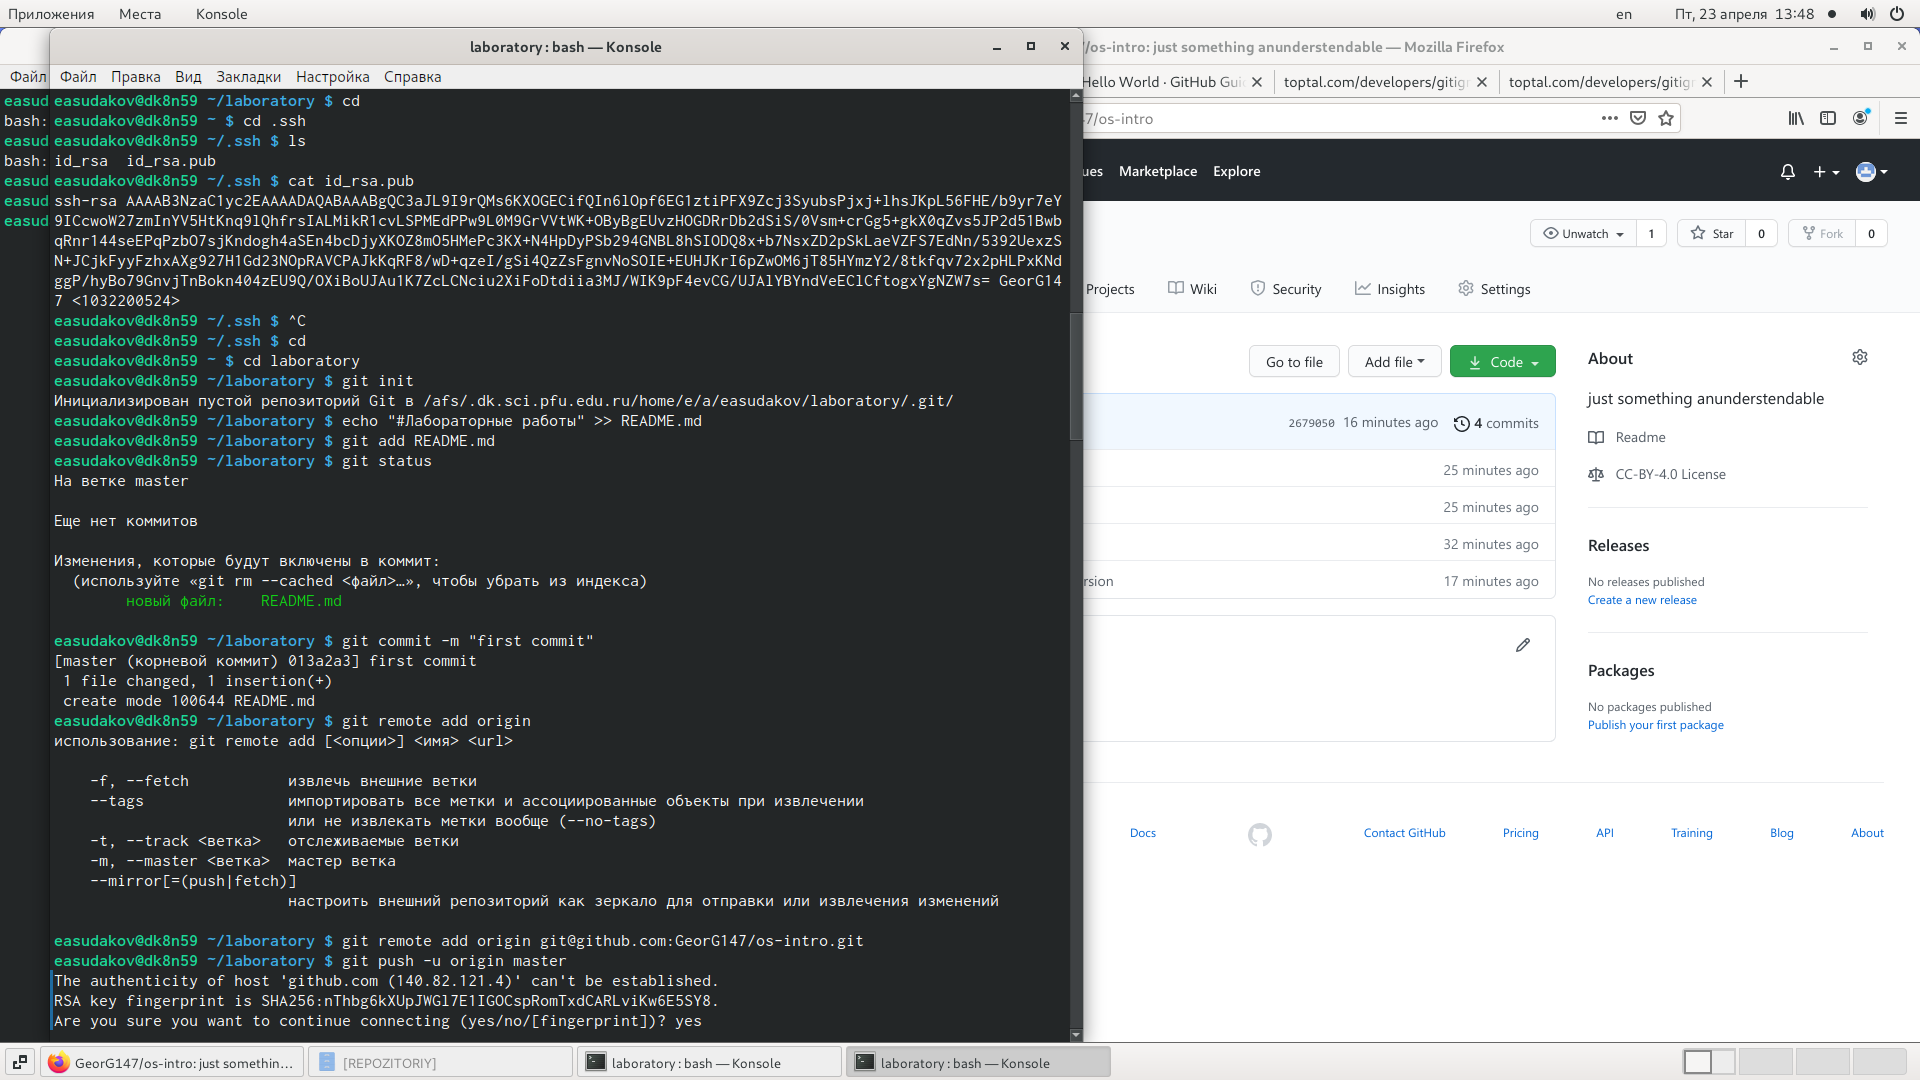 Приложения Места Konsole
en Пт, 23 апреля 13:48
laboratory : bash — Konsole
/os-intro: just something anunderstendable — Mozilla Firefox
Файл
Файл Правка Вид Закладки Настройка Справка
Hello World · GitHub Gui toptal.com/developers/gitig toptal.com/developers/gitig
7/os-intro
easud
bash:
easud
bash:
easud
easud
easud
easudakov@dk8n59 ~/laboratory $ cd
easudakov@dk8n59 ~ $ cd .ssh
easudakov@dk8n59 ~/.ssh $ ls
id_rsa  id_rsa.pub
easudakov@dk8n59 ~/.ssh $ cat id_rsa.pub
ssh-rsa AAAAB3NzaC1yc2EAAAADAQABAAABgQC3aJL9I9rQMs6KXOGECifQIn6lOpf6EG1ztiPFX9Zcj3SyubsPjxj+lhsJKpL56FHE/b9yr7eY
9ICcwoW27zmInYV5HtKnq9lQhfrsIALMikR1cvLSPMEdPPw9L0M9GrVVtWK+OByBgEUvzHOGDRrDb2dSiS/0Vsm+crGg5+gkX0qZvs5JP2d51Bwb
qRnr144seEPqPzbO7sjKndogh4aSEn4bcDjyXKOZ8mO5HMePc3KX+N4HpDyPSb294GNBL8hSIODQ8x+b7NsxZD2pSkLaeVZFS7EdNn/5392UexzS
N+JCjkFyyFzhxAXg927H1Gd23NOpRAVCPAJkKqRF8/wD+qzeI/gSi4QzZsFgnvNoSOIE+EUHJKrI6pZwOM6jT85HYmzY2/8tkfqv72x2pHLPxKNd
ggP/hyBo79GnvjTnBokn404zEU9Q/OXiBoUJAu1K7ZcLCNciu2XiFoDtdiia3MJ/WIK9pF4evCG/UJAlYBYndVeEClCftogxYgNZW7s= GeorG14
7 <1032200524>
easudakov@dk8n59 ~/.ssh $ ^C
easudakov@dk8n59 ~/.ssh $ cd
easudakov@dk8n59 ~ $ cd laboratory
easudakov@dk8n59 ~/laboratory $ git init
Инициализирован пустой репозиторий Git в /afs/.dk.sci.pfu.edu.ru/home/e/a/easudakov/laboratory/.git/
easudakov@dk8n59 ~/laboratory $ echo "#Лабораторные работы" >> README.md
easudakov@dk8n59 ~/laboratory $ git add README.md
easudakov@dk8n59 ~/laboratory $ git status
На ветке master
Еще нет коммитов
Изменения, которые будут включены в коммит:
(используйте «git rm --cached <файл>…», чтобы убрать из индекса)
новый файл:    README.md
easudakov@dk8n59 ~/laboratory $ git commit -m "first commit"
[master (корневой коммит) 013a2a3] first commit
1 file changed, 1 insertion(+)
create mode 100644 README.md
easudakov@dk8n59 ~/laboratory $ git remote add origin
использование: git remote add [<опции>] <имя> <url>
-f, --fetch           извлечь внешние ветки
--tags                импортировать все метки и ассоциированные объекты при извлечении
или не извлекать метки вообще (--no-tags)
-t, --track <ветка>   отслеживаемые ветки
-m, --master <ветка>  мастер ветка
--mirror[=(push|fetch)]
настроить внешний репозиторий как зеркало для отправки или извлечения изменений
easudakov@dk8n59 ~/laboratory $ git remote add origin git@github.com:GeorG147/os-intro.git
easudakov@dk8n59 ~/laboratory $ git push -u origin master
The authenticity of host 'github.com (140.82.121.4)' can't be established.
RSA key fingerprint is SHA256:nThbg6kXUpJWGl7E1IGOCspRomTxdCARLviKw6E5SY8.
Are you sure you want to continue connecting (yes/no/[fingerprint])? yes
ues Marketplace Explore
Unwatch 1 Star 0 Fork 0
Projects Wiki Security Insights Settings
Go to file Add file Code
2679050 16 minutes ago 4 commits
25 minutes ago
25 minutes ago
32 minutes ago
rsion 17 minutes ago
About
just something anunderstendable
Readme
CC-BY-4.0 License
Releases
No releases published
Create a new release
Packages
No packages published
Publish your first package
Docs Contact GitHub Pricing API Training Blog About
GeorG147/os-intro: just somethin… [REPOZITORIY] laboratory : bash — Konsole laboratory : bash — Konsole